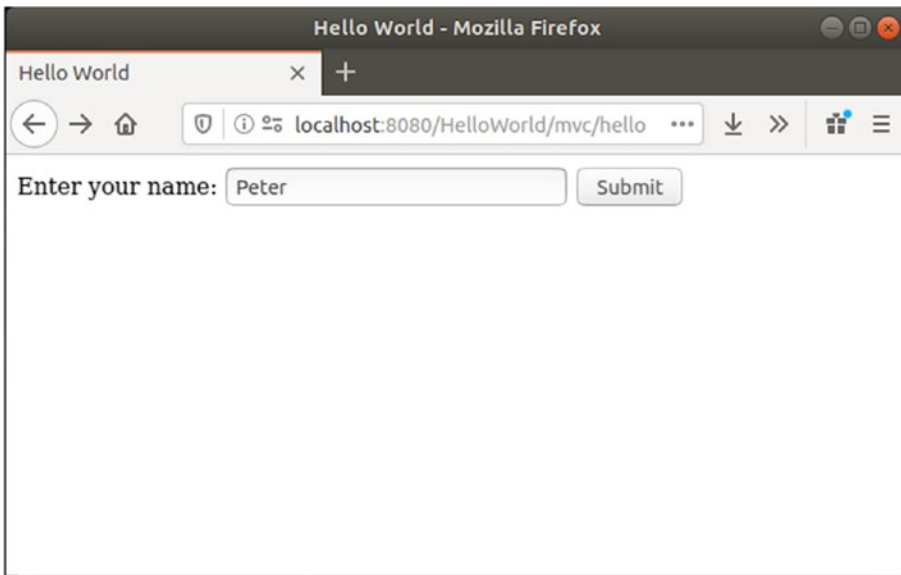 Hello World - Mozilla Firefox
Hello World
localhost:8080/HelloWorld/mvc/hello
Enter your name: Peter Submit